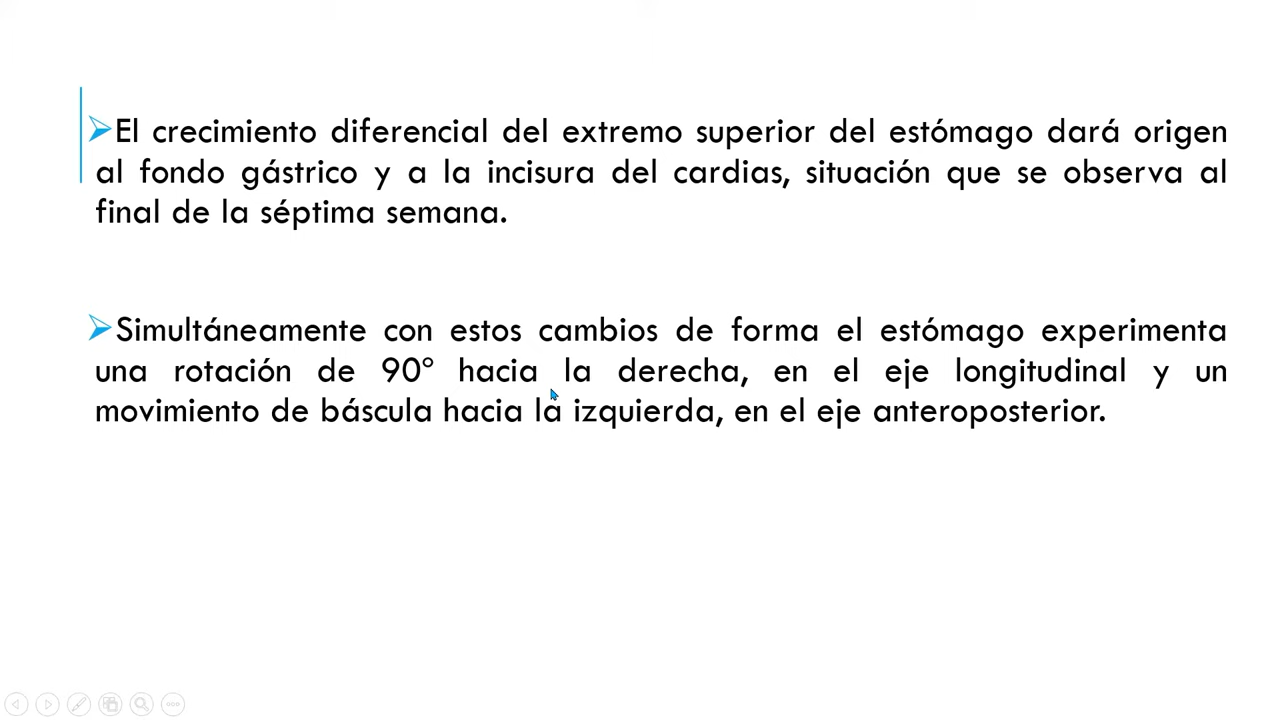 ➢El crecimiento diferencial del extremo superior del estómago dará origen
al fondo gástrico y a la incisura del cardias, situación que se observa al
final de la séptima semana.
➢Simultáneamente con estos cambios de forma el estómago experimenta
una rotación de 90° hacia la derecha, en el eje longitudinal y un
movimiento de báscula hacia la izquierda, en el eje anteroposterior.